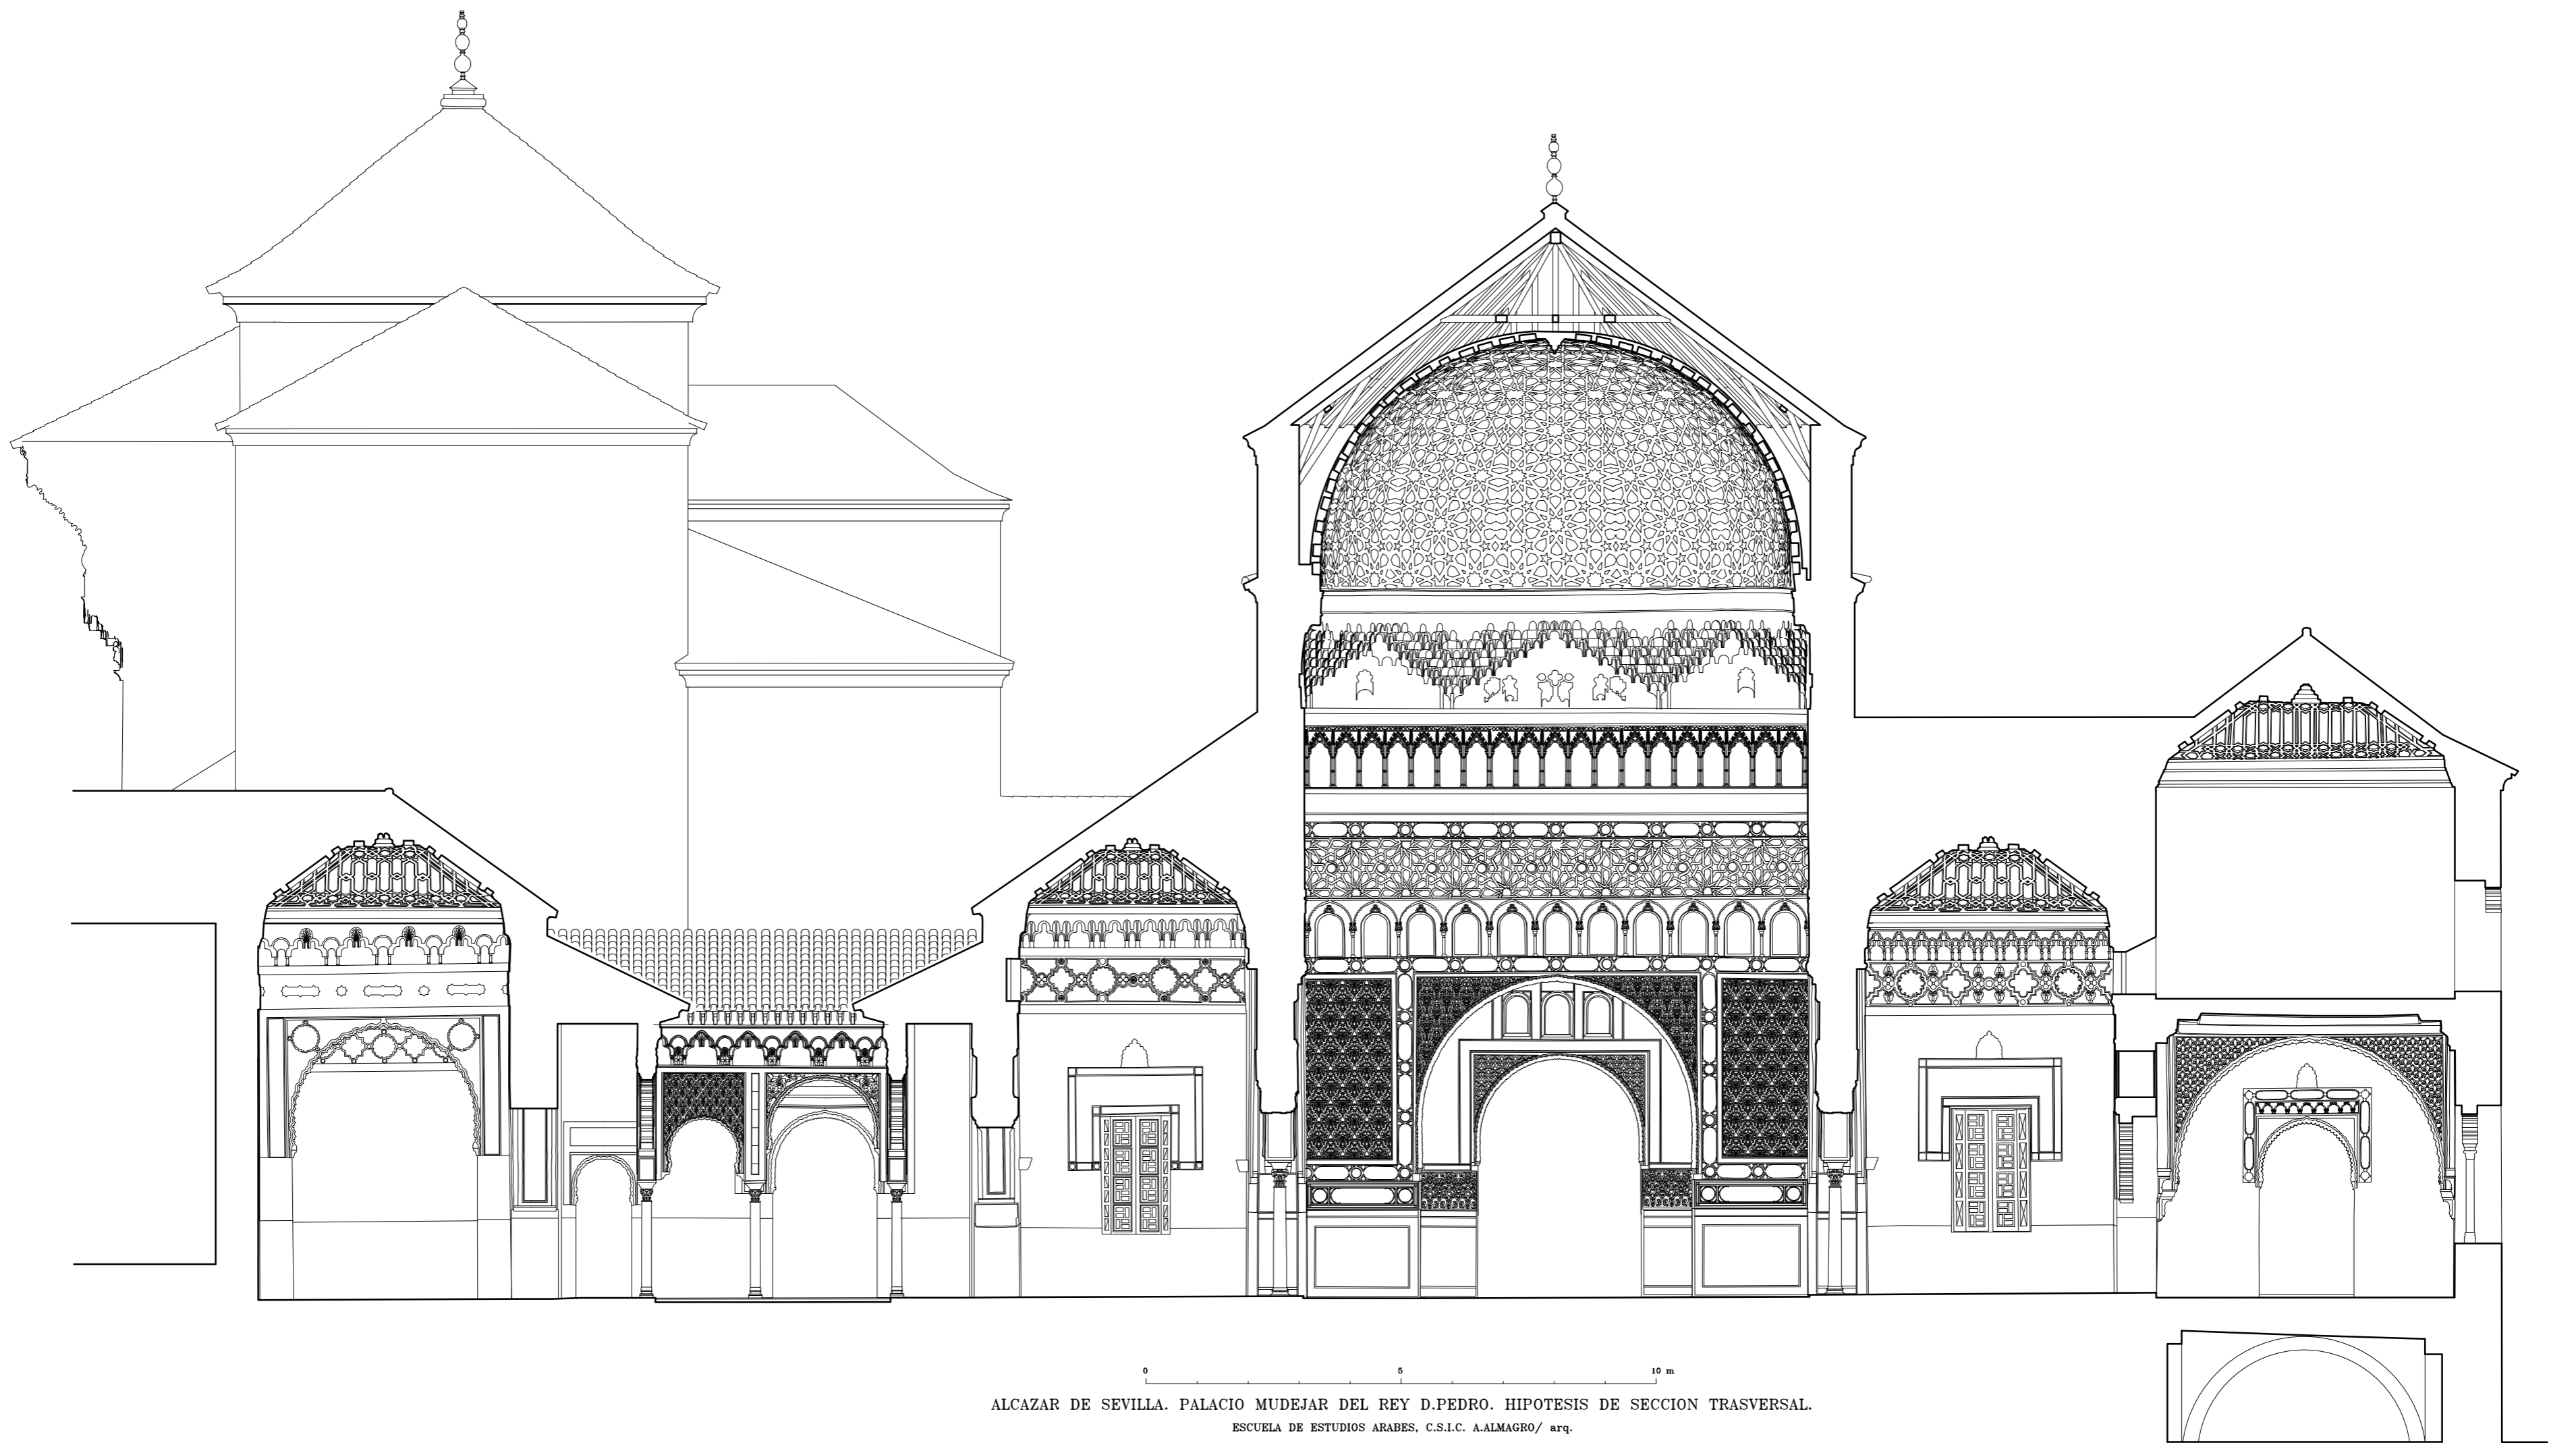 0 5 10 m
ALCAZAR DE SEVILLA. PALACIO MUDEJAR DEL REY D.PEDRO. HIPOTESIS DE SECCION TRASVERSAL.
ESCUELA DE ESTUDIOS ARABES, C.S.I.C. A.ALMAGRO/ arq.